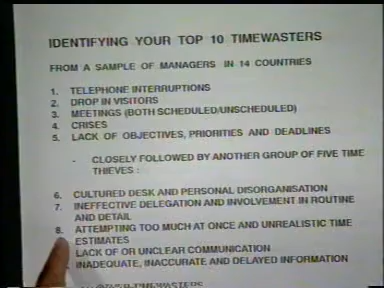 IDENTIFYING YOUR TOP 10 TIMEWASTERS
FROM A SAMPLE OF MANAGERS IN 14 COUNTRIES
1. TELEPHONE INTERRUPTIONS
2. DROP IN VISITORS
3. MEETINGS (BOTH SCHEDULED/UNSCHEDULED)
4. CRISES
5. LACK OF OBJECTIVES, PRIORITIES AND DEADLINES
- CLOSELY FOLLOWED BY ANOTHER GROUP OF FIVE TIME
THIEVES :
6. CULTURED DESK AND PERSONAL DISORGANISATION
7. INEFFECTIVE DELEGATION AND INVOLVEMENT IN ROUTINE
AND DETAIL
8. ATTEMPTING TOO MUCH AT ONCE AND UNREALISTIC TIME
ESTIMATES
LACK OF OR UNCLEAR COMMUNICATION
INADEQUATE, INACCURATE AND DELAYED INFORMATION